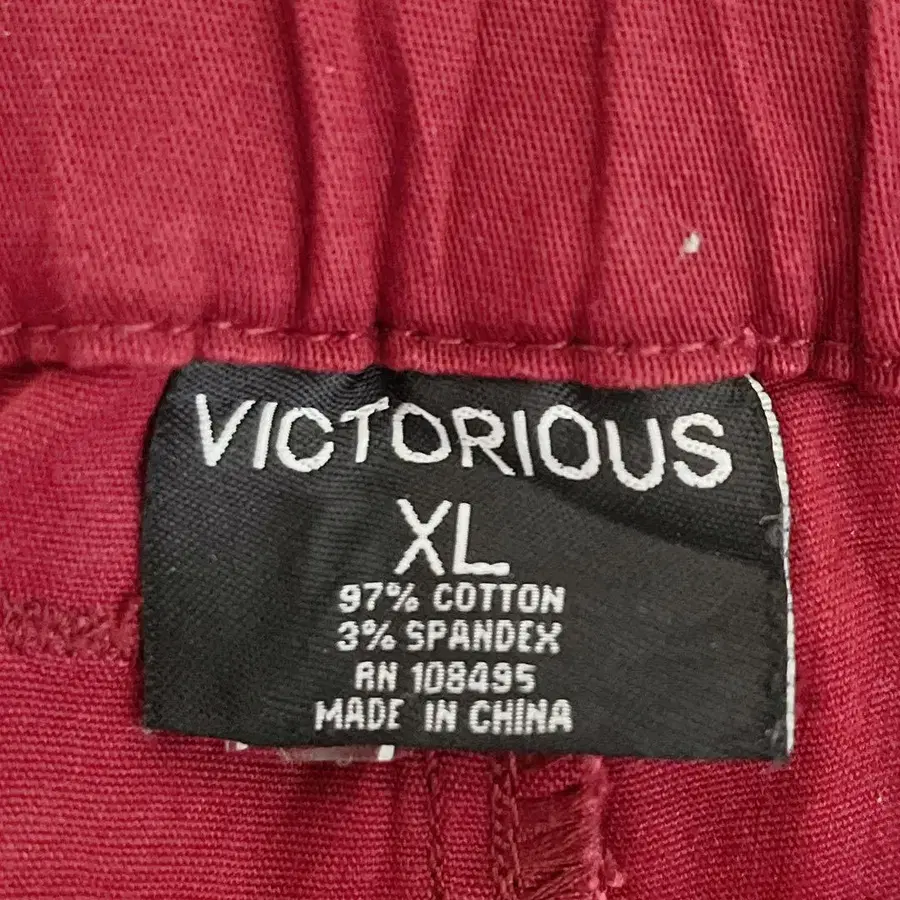 VICTORIOUS
XL
97% COTTON
3% SPANDEX
RN 108495
MADE IN CHINA